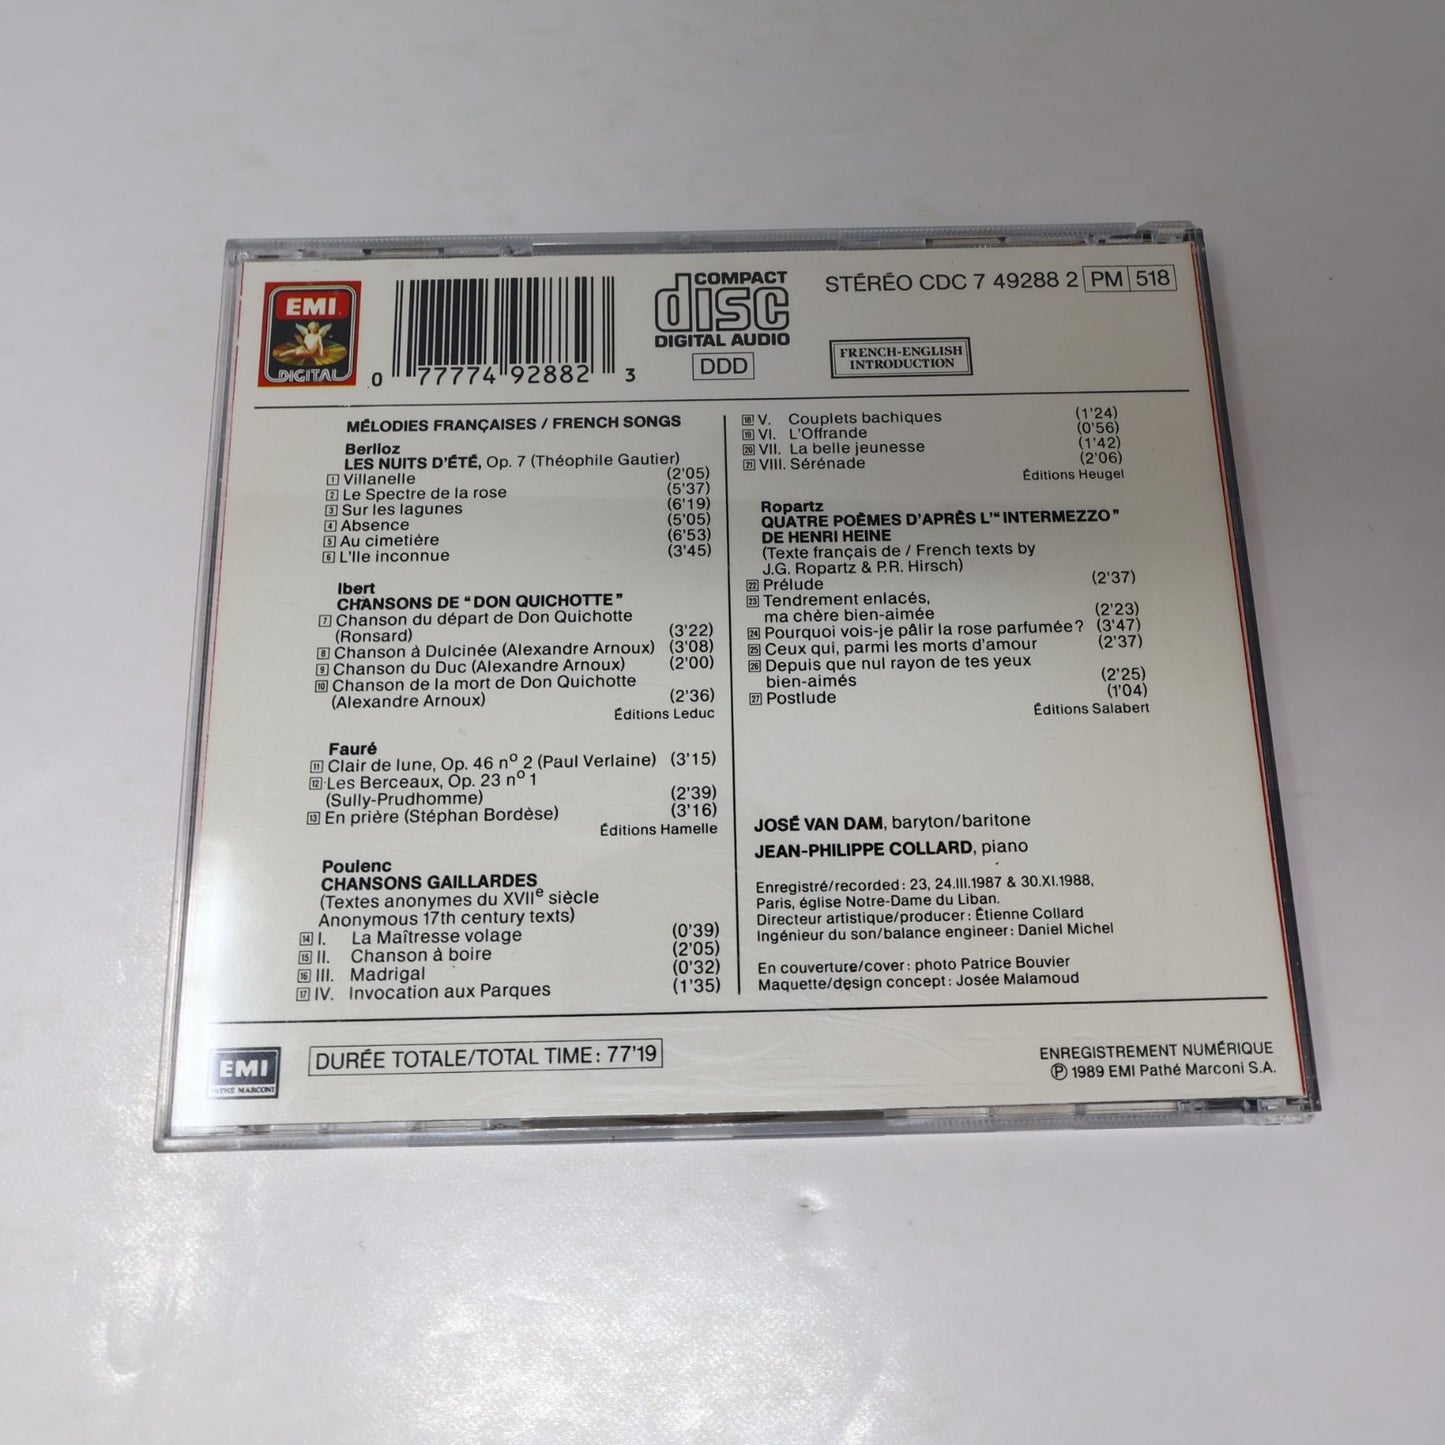 EMI
DIGITAL
0 77774 92882 3
COMPACT
disc
DIGITAL AUDIO
DDD
STÉRÉO CDC 7 49288 2 PM 518
FRENCH-ENGLISH
INTRODUCTION
MÉLODIES FRANÇAISES / FRENCH SONGS
Berlioz
LES NUITS D'ÉTÉ, Op. 7 (Théophile Gautier)
1 Villanelle (2'05)
2 Le Spectre de la rose (5'37)
3 Sur les lagunes (6'19)
4 Absence (5'05)
5 Au cimetière (6'53)
6 L'Ile inconnue (3'45)
Ibert
CHANSONS DE "DON QUICHOTTE"
7 Chanson du départ de Don Quichotte
(Ronsard) (3'22)
8 Chanson à Dulcinée (Alexandre Arnoux) (3'08)
9 Chanson du Duc (Alexandre Arnoux) (2'00)
10 Chanson de la mort de Don Quichotte
(Alexandre Arnoux) (2'36)
Éditions Leduc
Fauré
11 Clair de lune, Op. 46 nº 2 (Paul Verlaine) (3'15)
12 Les Berceaux, Op. 23 nº 1
(Sully-Prudhomme) (2'39)
13 En prière (Stéphan Bordèse) (3'16)
Éditions Hamelle
Poulenc
CHANSONS GAILLARDES
(Textes anonymes du XVIIe siècle
Anonymous 17th century texts)
14 I. La Maîtresse volage (0'39)
15 II. Chanson à boire (2'05)
16 III. Madrigal (0'32)
17 IV. Invocation aux Parques (1'35)
18 V. Couplets bachiques (1'24)
19 VI. L'Offrande (0'56)
20 VII. La belle jeunesse (1'42)
21 VIII. Sérénade (2'06)
Éditions Heugel
Ropartz
QUATRE POÈMES D'APRÈS L'"INTERMEZZO"
DE HENRI HEINE
(Texte français de / French texts by
J.G. Ropartz & P.R. Hirsch)
22 Prélude (2'37)
23 Tendrement enlacés,
ma chère bien-aimée (2'23)
24 Pourquoi vois-je pâlir la rose parfumée? (3'47)
25 Ceux qui, parmi les morts d'amour (2'37)
26 Depuis que nul rayon de tes yeux
bien-aimés (2'25)
27 Postlude (1'04)
Éditions Salabert
JOSÉ VAN DAM, baryton/baritone
JEAN-PHILIPPE COLLARD, piano
Enregistré/recorded: 23, 24.III.1987 & 30.XI.1988,
Paris, église Notre-Dame du Liban.
Directeur artistique/producer: Étienne Collard
Ingénieur du son/balance engineer: Daniel Michel
En couverture/cover: photo Patrice Bouvier
Maquette/design concept: Josée Malamoud
EMI
PATHÉ MARCONI
DURÉE TOTALE/TOTAL TIME: 77'19
ENREGISTREMENT NUMÉRIQUE
Ⓟ 1989 EMI Pathé Marconi S.A.